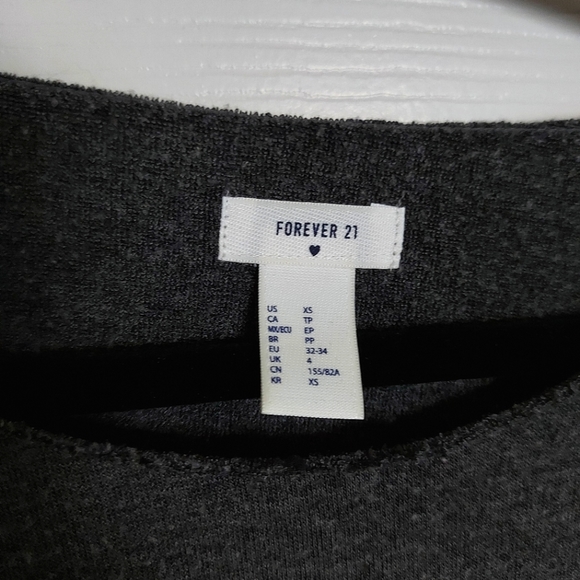 FOREVER 21
US XS
CA TP
MX/ECU EP
BR PP
EU 32-34
UK 4
CN 155/82A
KR XS